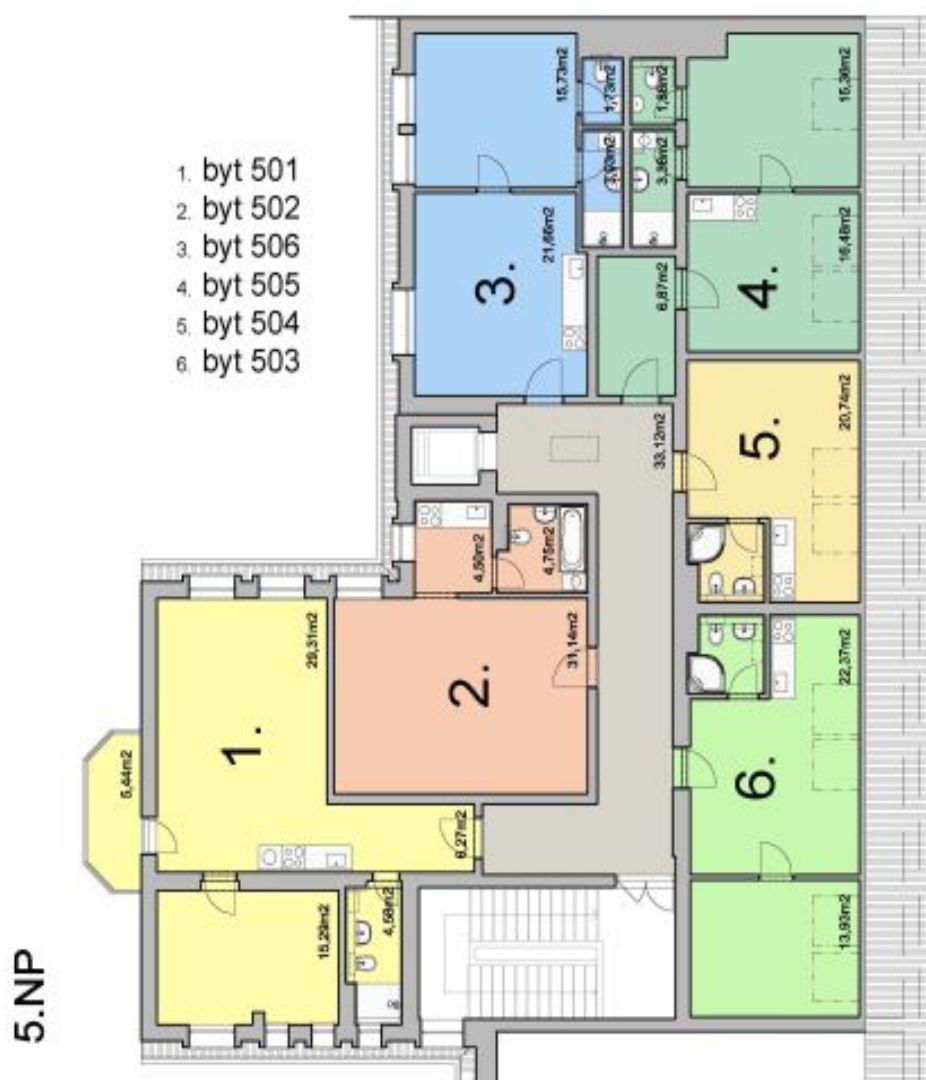 1. byt 501
2. byt 502
3. byt 506
4. byt 505
5. byt 504
6. byt 503
15,73m2
1,73m2
1,88m2
15,36m2
3,36m2
21,66m2
3.
6,87m2
16,48m2
4.
33,12m2
20,74m2
5.
4,50m2
4,75m2
29,31m2
31,14m2
2.
1.
22,37m2
6.
5,44m2
6,27m2
15,29m2
4,58m2
13,93m2
5.NP